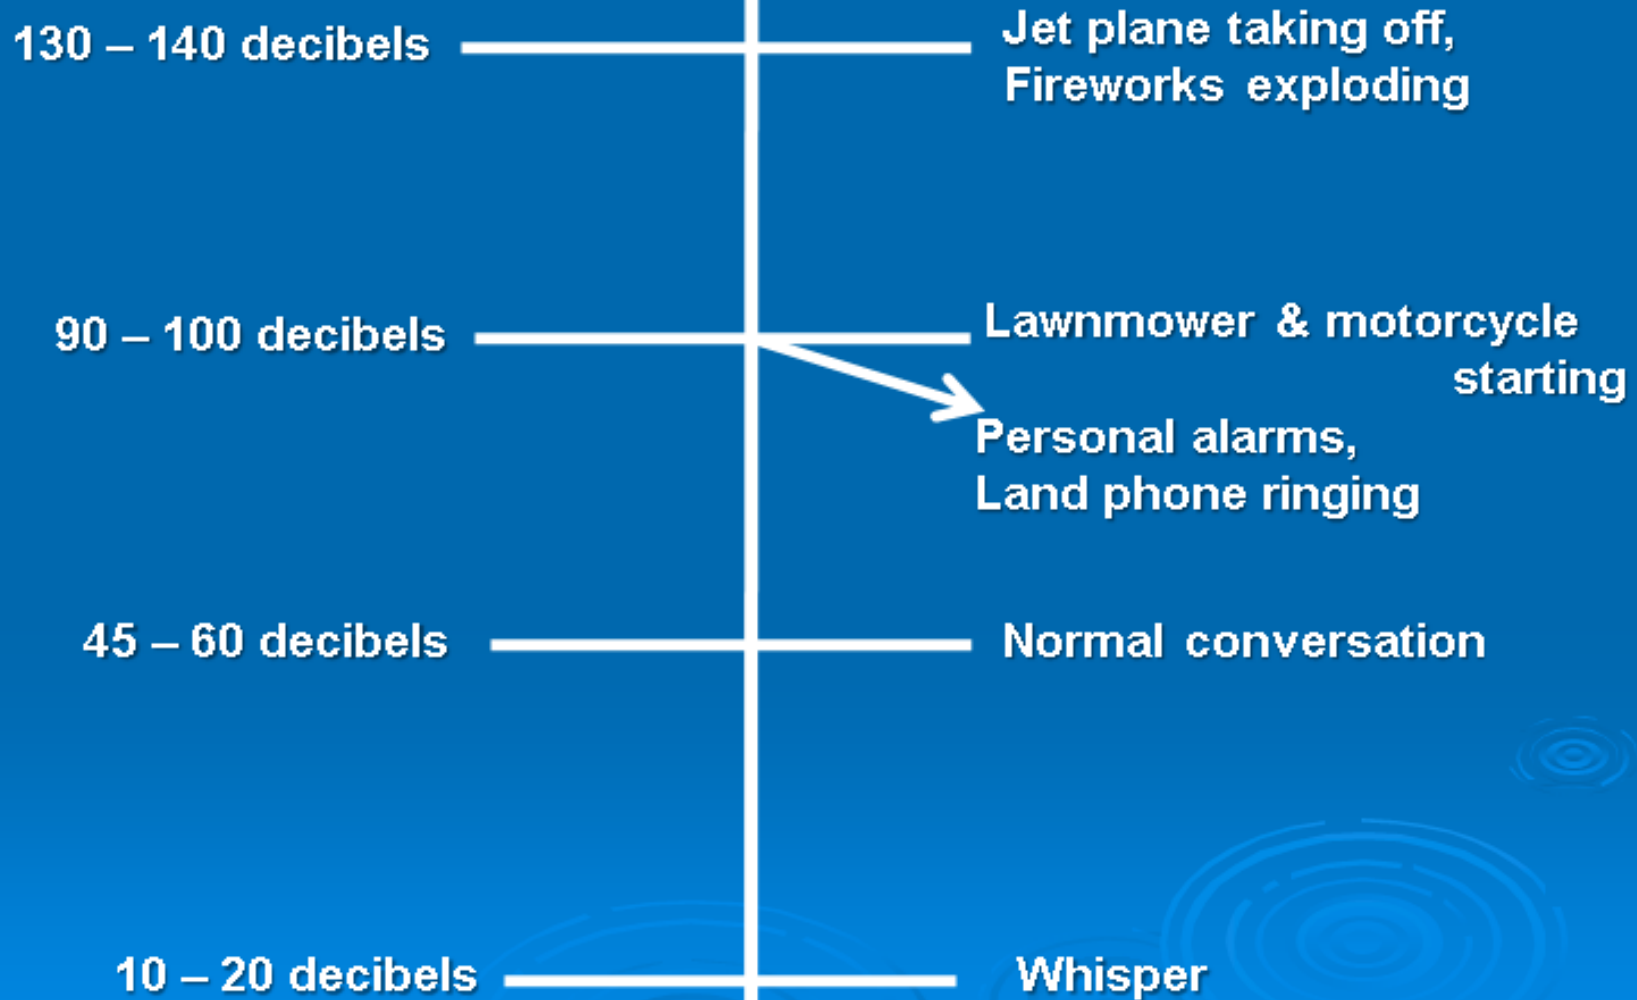 130 – 140 decibels
Jet plane taking off,
Fireworks exploding
90 – 100 decibels
Lawnmower & motorcycle
starting
Personal alarms,
Land phone ringing
45 – 60 decibels
Normal conversation
10 – 20 decibels
Whisper